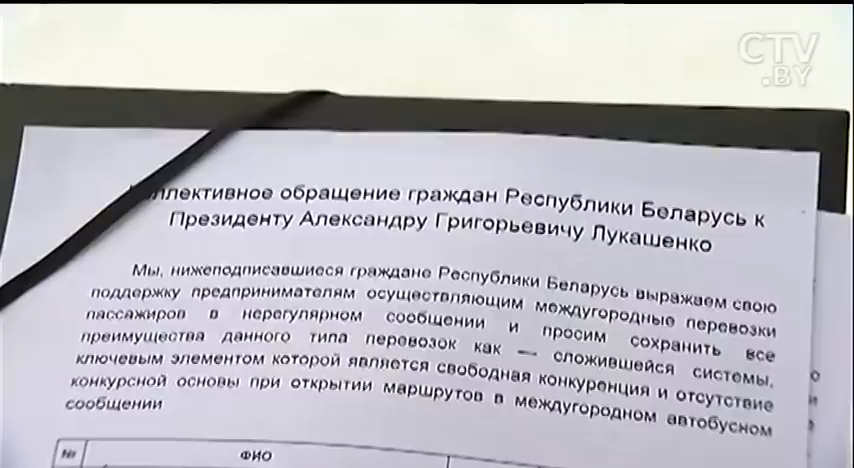 CTV
.BY
Коллективное обращение граждан Республики Беларусь к
Президенту Александру Григорьевичу Лукашенко
Мы, нижеподписавшиеся граждане Республики Беларусь выражаем свою
поддержку предпринимателям осуществляющим междугородные перевозки
пассажиров в нерегулярном сообщении и просим сохранить все
преимущества данного типа перевозок как — сложившейся системы,
ключевым элементом которой является свободная конкуренция и отсутствие
конкурсной основы при открытии маршрутов в междугородном автобусном
сообщении
№ ФИО